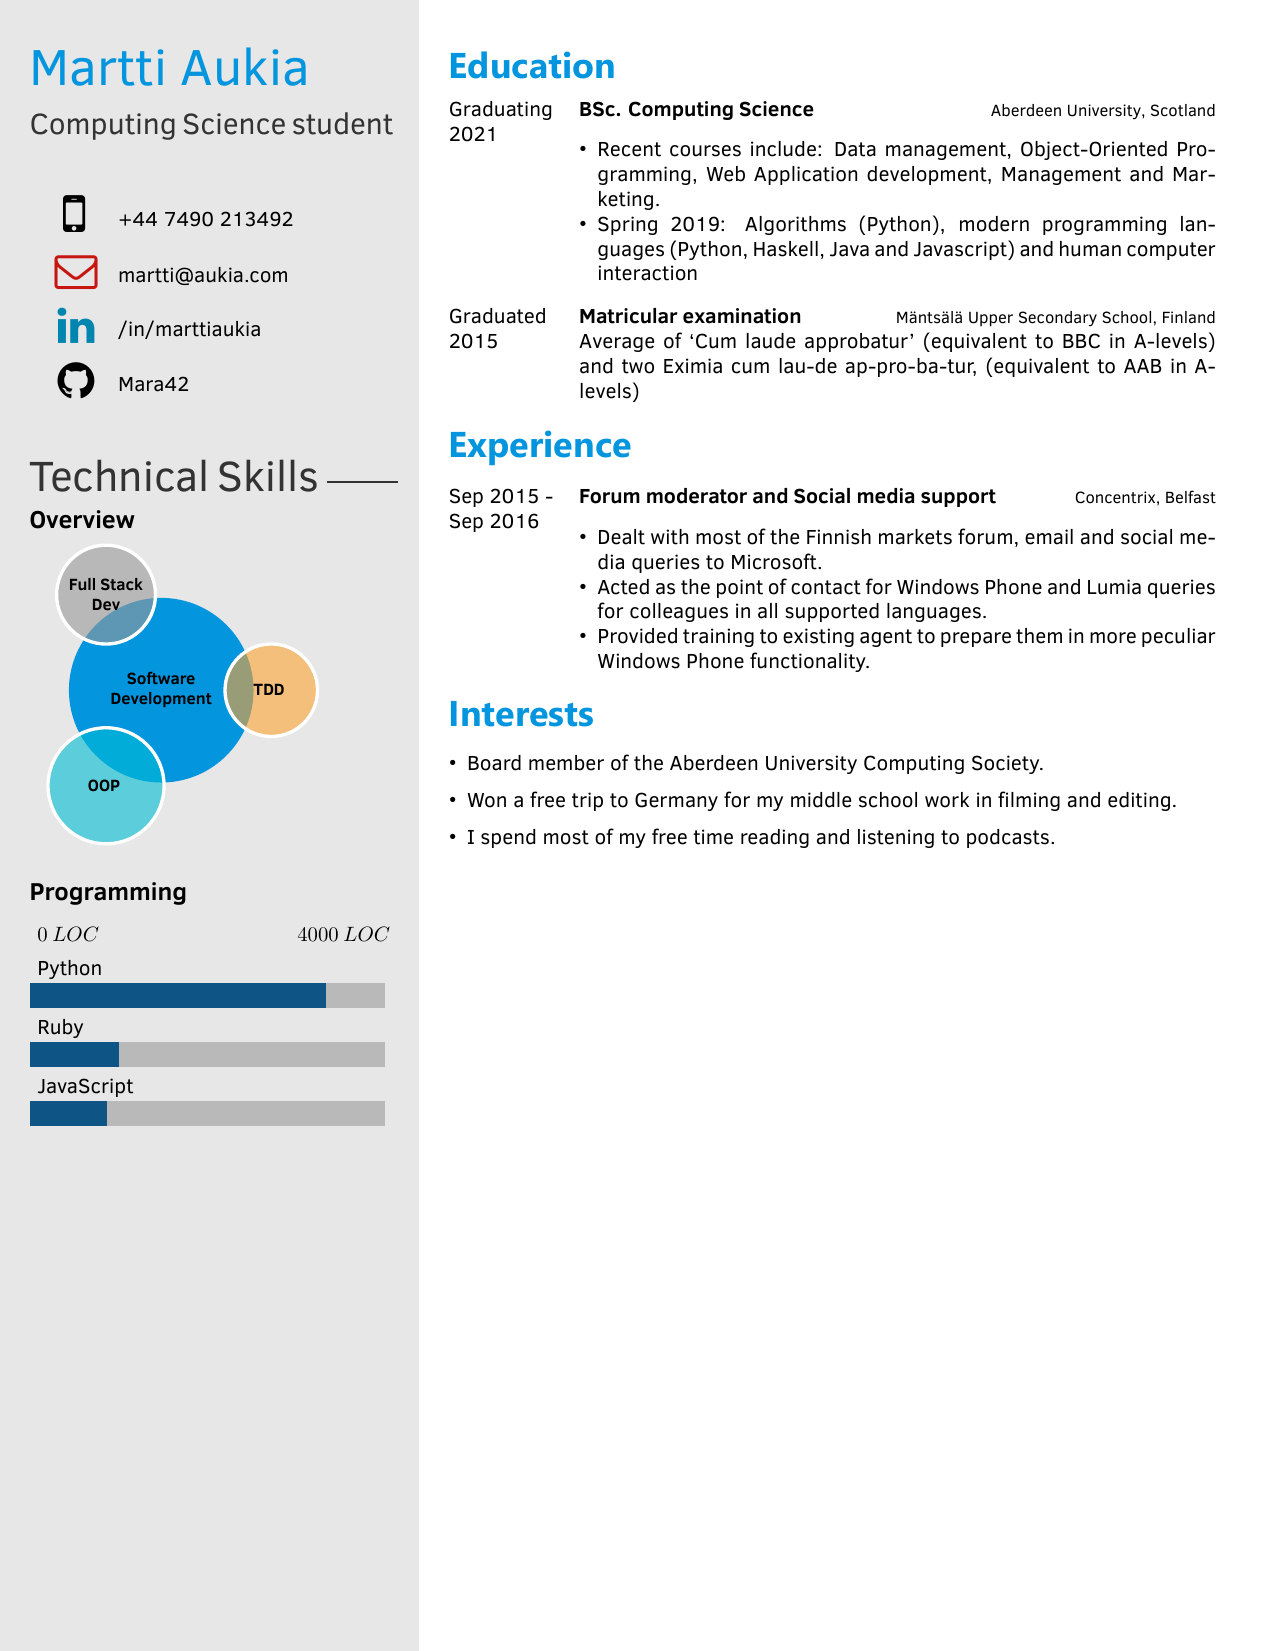 Martti Aukia
Computing Science student
+44 7490 213492
martti@aukia.com
in /in/marttiaukia
Mara42
Technical Skills
Overview
Full Stack
Dev
Software
Development
TDD
OOP
Programming
0 LOC 4000 LOC
Python
Ruby
JavaScript
Education
Graduating BSc. Computing Science Aberdeen University, Scotland
2021
• Recent courses include: Data management, Object-Oriented Pro-
gramming, Web Application development, Management and Mar-
keting.
• Spring 2019: Algorithms (Python), modern programming lan-
guages (Python, Haskell, Java and Javascript) and human computer
interaction
Graduated Matricular examination Mäntsälä Upper Secondary School, Finland
2015 Average of ‘Cum laude approbatur’ (equivalent to BBC in A-levels)
and two Eximia cum lau-de ap-pro-ba-tur, (equivalent to AAB in A-
levels)
Experience
Sep 2015 - Forum moderator and Social media support Concentrix, Belfast
Sep 2016
• Dealt with most of the Finnish markets forum, email and social me-
dia queries to Microsoft.
• Acted as the point of contact for Windows Phone and Lumia queries
for colleagues in all supported languages.
• Provided training to existing agent to prepare them in more peculiar
Windows Phone functionality.
Interests
• Board member of the Aberdeen University Computing Society.
• Won a free trip to Germany for my middle school work in filming and editing.
• I spend most of my free time reading and listening to podcasts.